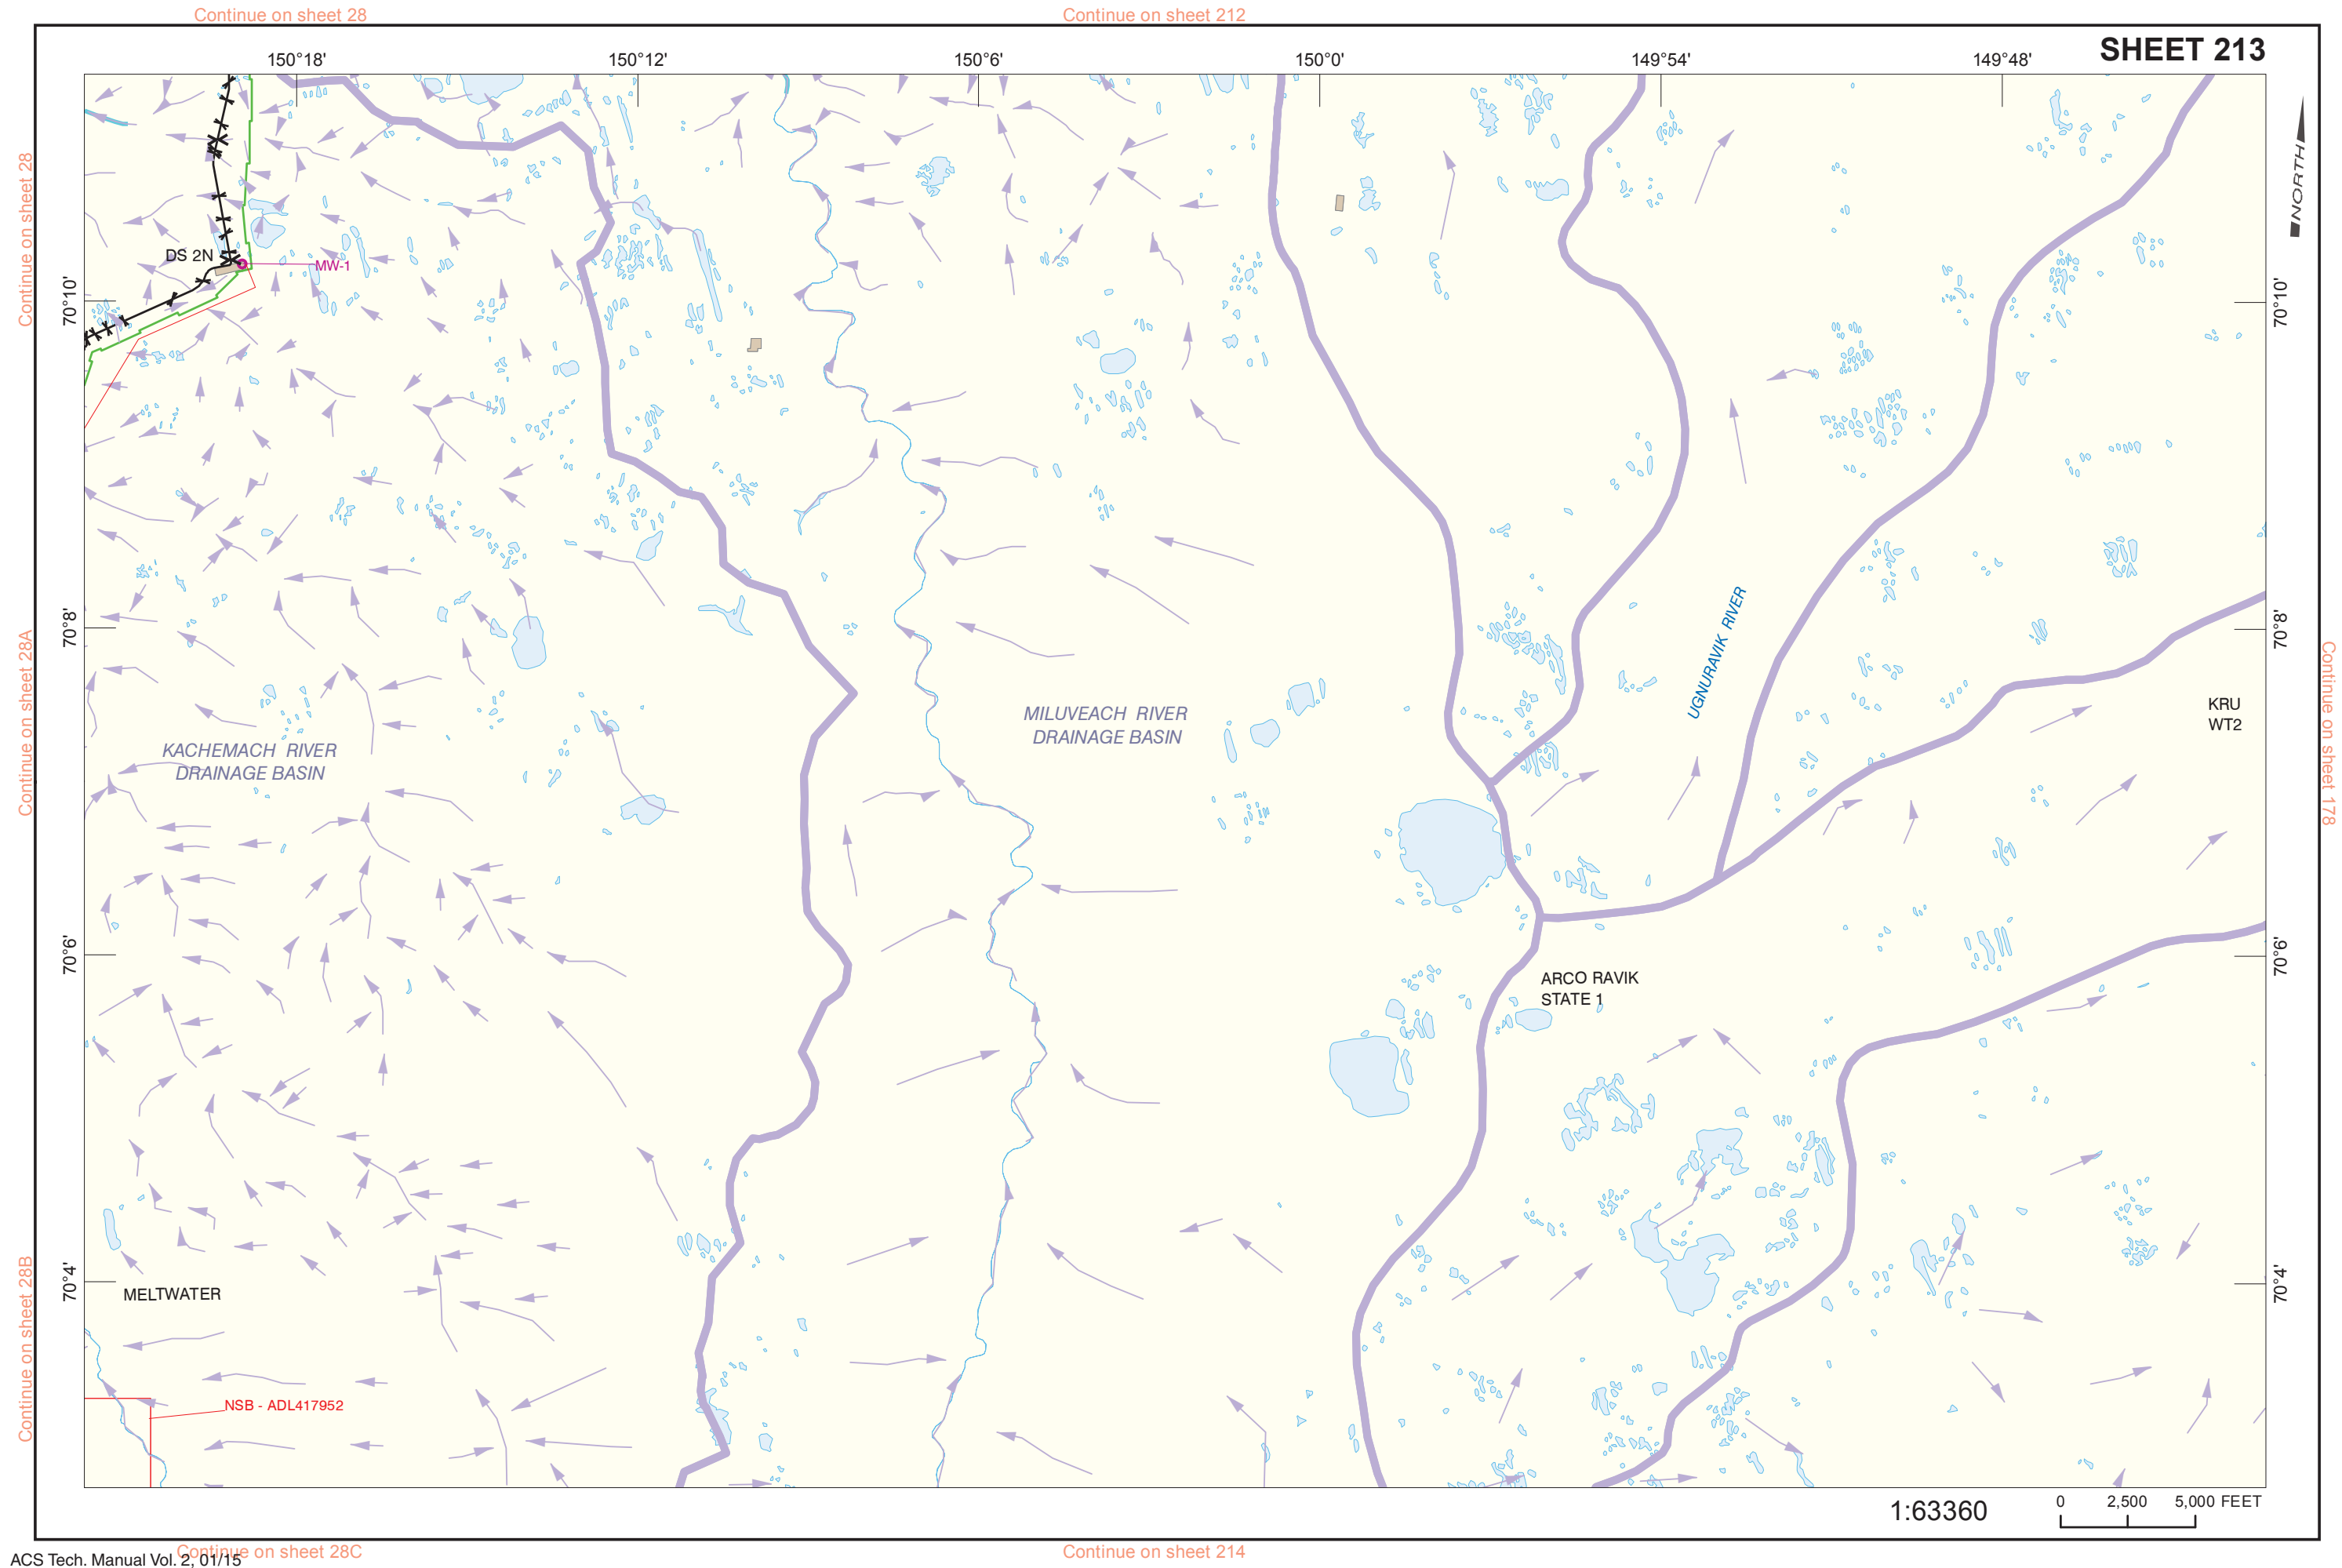 Continue on sheet 28
Continue on sheet 212
SHEET 213
150°18'
150°12'
150°6'
150°0'
149°54'
149°48'
NORTH
Continue on sheet 28
DS 2N
MW-1
70°10'
70°10'
70°8'
70°8'
Continue on sheet 28A
Continue on sheet 178
UGNURAVIK RIVER
KRU
WT2
MILUVEACH RIVER
DRAINAGE BASIN
KACHEMACH RIVER
DRAINAGE BASIN
70°6'
70°6'
ARCO RAVIK
STATE 1
Continue on sheet 28B
70°4'
70°4'
MELTWATER
NSB - ADL417952
1:63360
0 2,500 5,000 FEET
Continue on sheet 28C
Continue on sheet 214
ACS Tech. Manual Vol. 2, 01/15